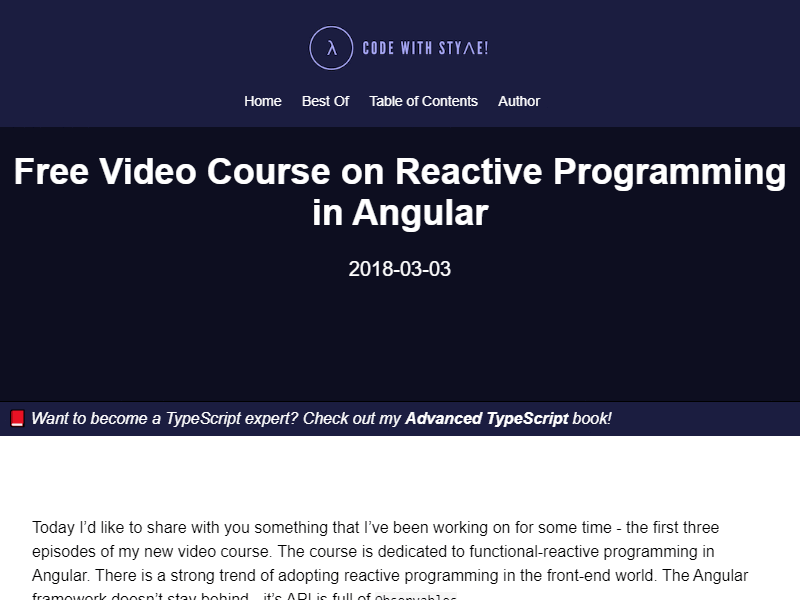 λ CODE WITH STYΛE!
Home Best Of Table of Contents Author
Free Video Course on Reactive Programming
in Angular
2018-03-03
Want to become a TypeScript expert? Check out my Advanced TypeScript book!
Today I’d like to share with you something that I’ve been working on for some time - the first three
episodes of my new video course. The course is dedicated to functional-reactive programming in
Angular. There is a strong trend of adopting reactive programming in the front-end world. The Angular
framework doesn’t stay behind - it’s API is full of Observables.